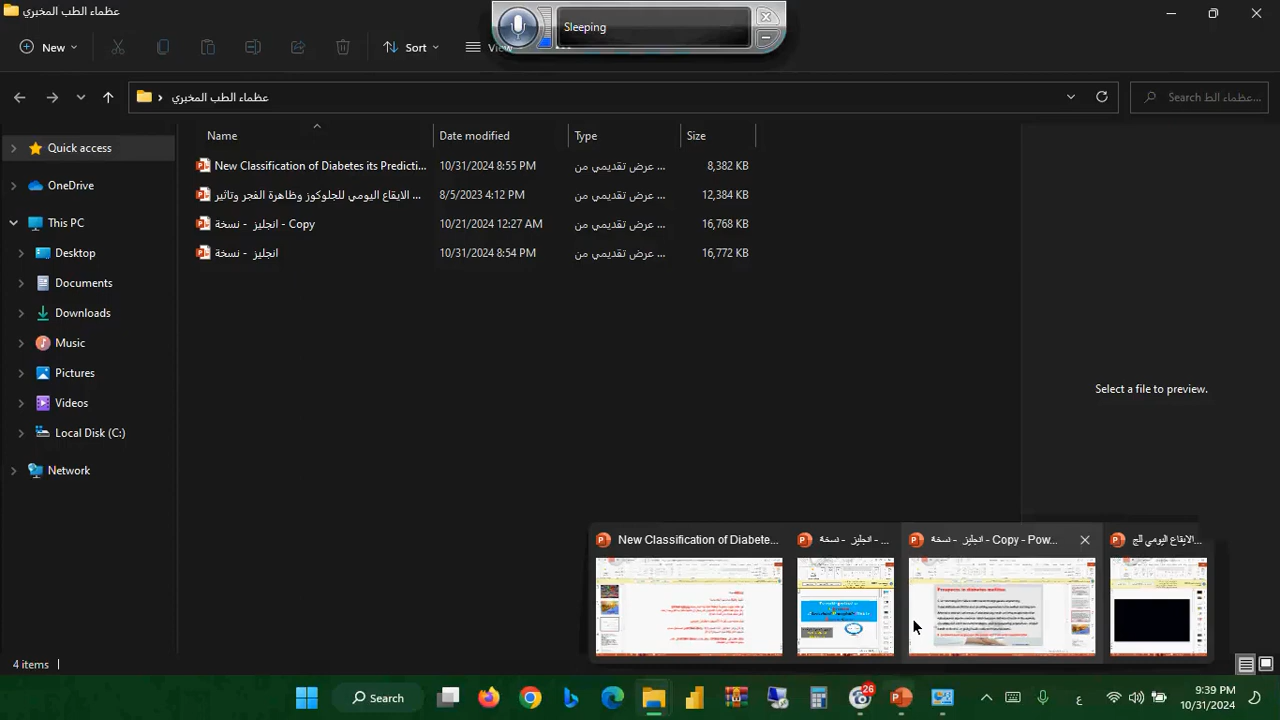 عظماء الطب المخبري
Sleeping
New
Sort
View
عظماء الطب المخبري
Search عظماء الط...
Name
Date modified
Type
Size
New Classification of Diabetes its Predicti...
10/31/2024 8:55 PM
عرض تقديمي من ...
8,382 KB
الايقاع اليومي للجلوكوز وظاهرة الفجر وتاثير ...
8/5/2023 4:12 PM
عرض تقديمي من ...
12,384 KB
انجليز - نسخة - Copy
10/21/2024 12:27 AM
عرض تقديمي من ...
16,768 KB
انجليز - نسخة
10/31/2024 8:54 PM
عرض تقديمي من ...
16,772 KB
Quick access
OneDrive
This PC
Desktop
Documents
Downloads
Music
Pictures
Videos
Local Disk (C:)
Network
Select a file to preview.
New Classification of Diabete...
انجليز - نسخة - ...
انجليز - نسخة - Copy - Pow...
الايقاع اليومي للج...
4 items
Search
26
ع
9:39 PM
10/31/2024